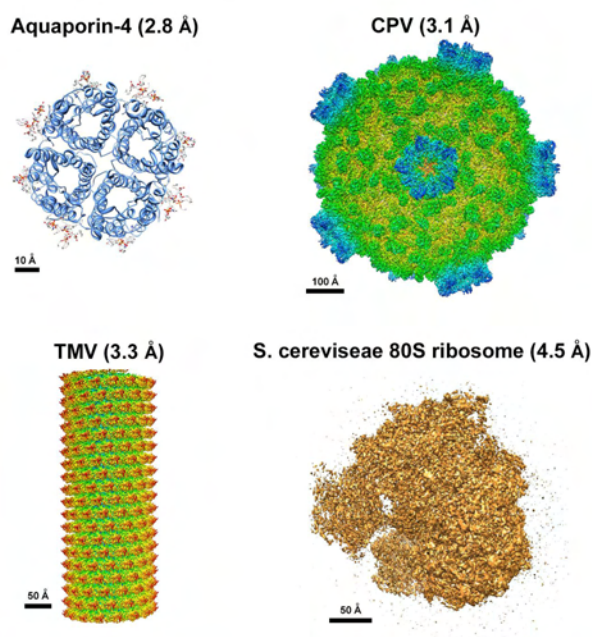 Aquaporin-4 (2.8 Å)
CPV (3.1 Å)
10 Å
100 Å
TMV (3.3 Å)
S. cereviseae 80S ribosome (4.5 Å)
50 Å
50 Å